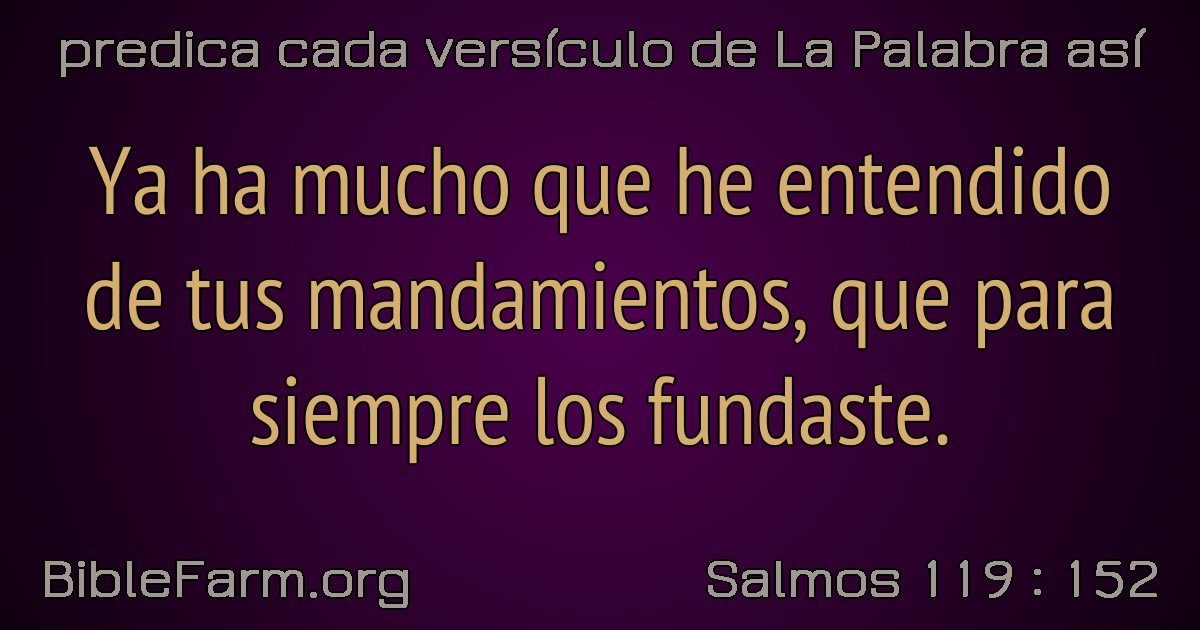 predica cada versículo de La Palabra así
Ya ha mucho que he entendido
de tus mandamientos, que para
siempre los fundaste.
BibleFarm.org
Salmos 119 : 152